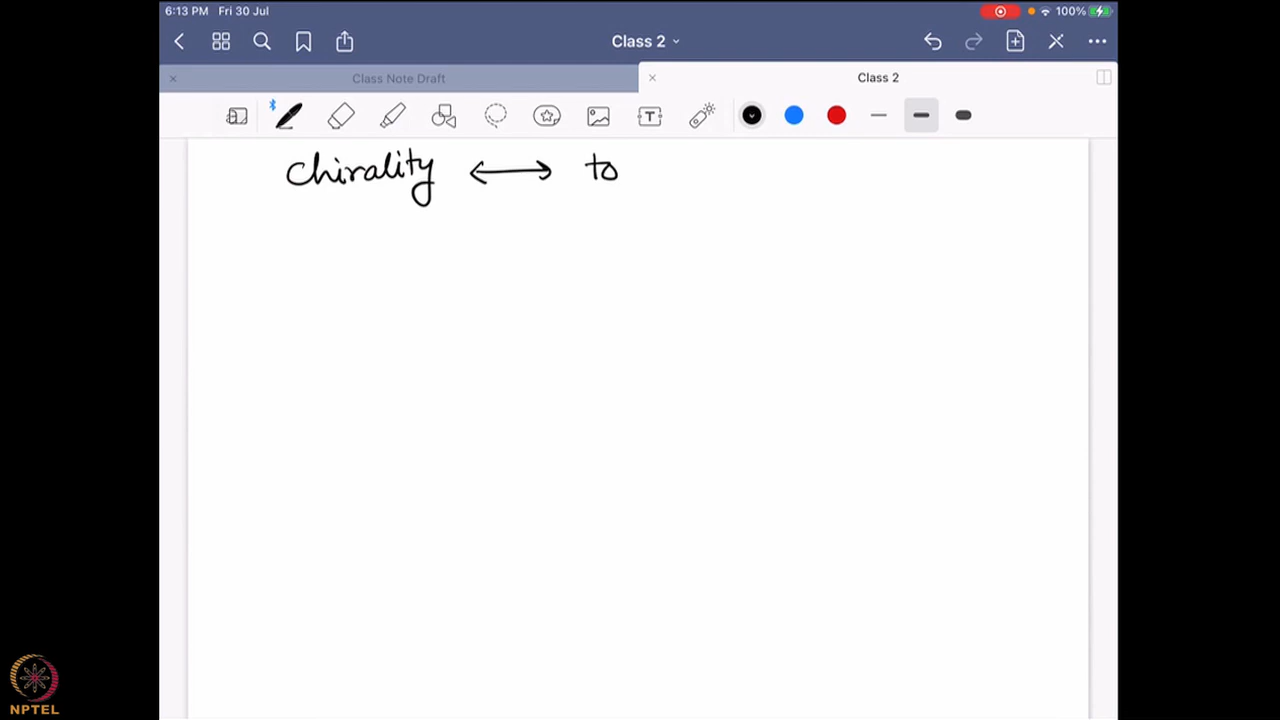 6:13 PM Fri 30 Jul 100%
Class 2
Class Note Draft Class 2
T
Chirality ⟷ to
NPTEL